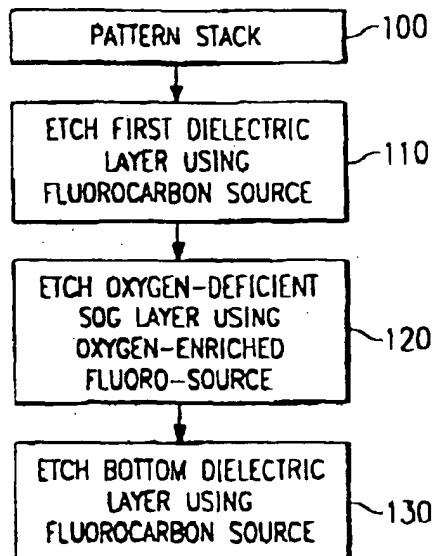 PATTERN STACK
100
ETCH FIRST DIELECTRIC
LAYER USING
FLUOROCARBON SOURCE
110
ETCH OXYGEN-DEFICIENT
SOG LAYER USING
OXYGEN-ENRICHED
FLUORO-SOURCE
120
ETCH BOTTOM DIELECTRIC
LAYER USING
FLUOROCARBON SOURCE
130